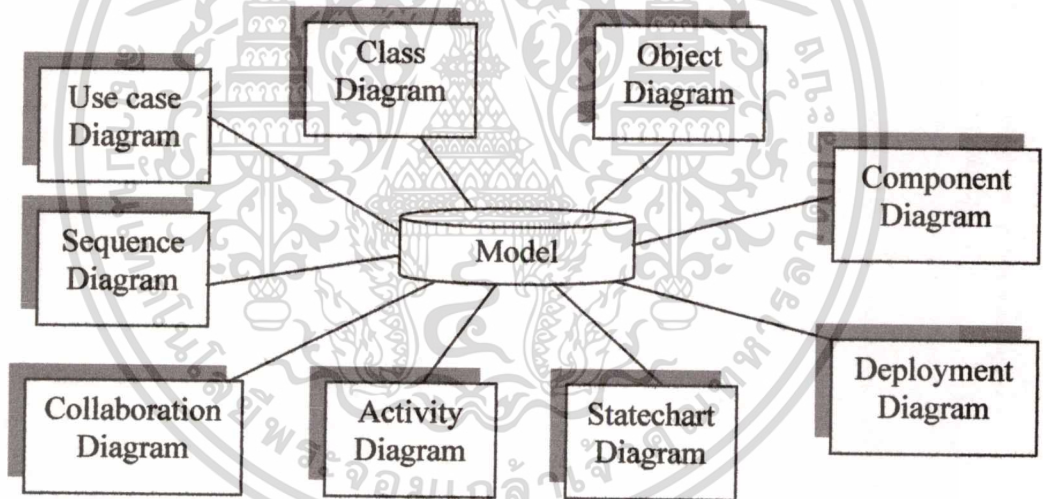 Class
Diagram
Object
Diagram
Use case
Diagram
Component
Diagram
Sequence
Diagram
Model
Deployment
Diagram
Collaboration
Diagram
Activity
Diagram
Statechart
Diagram